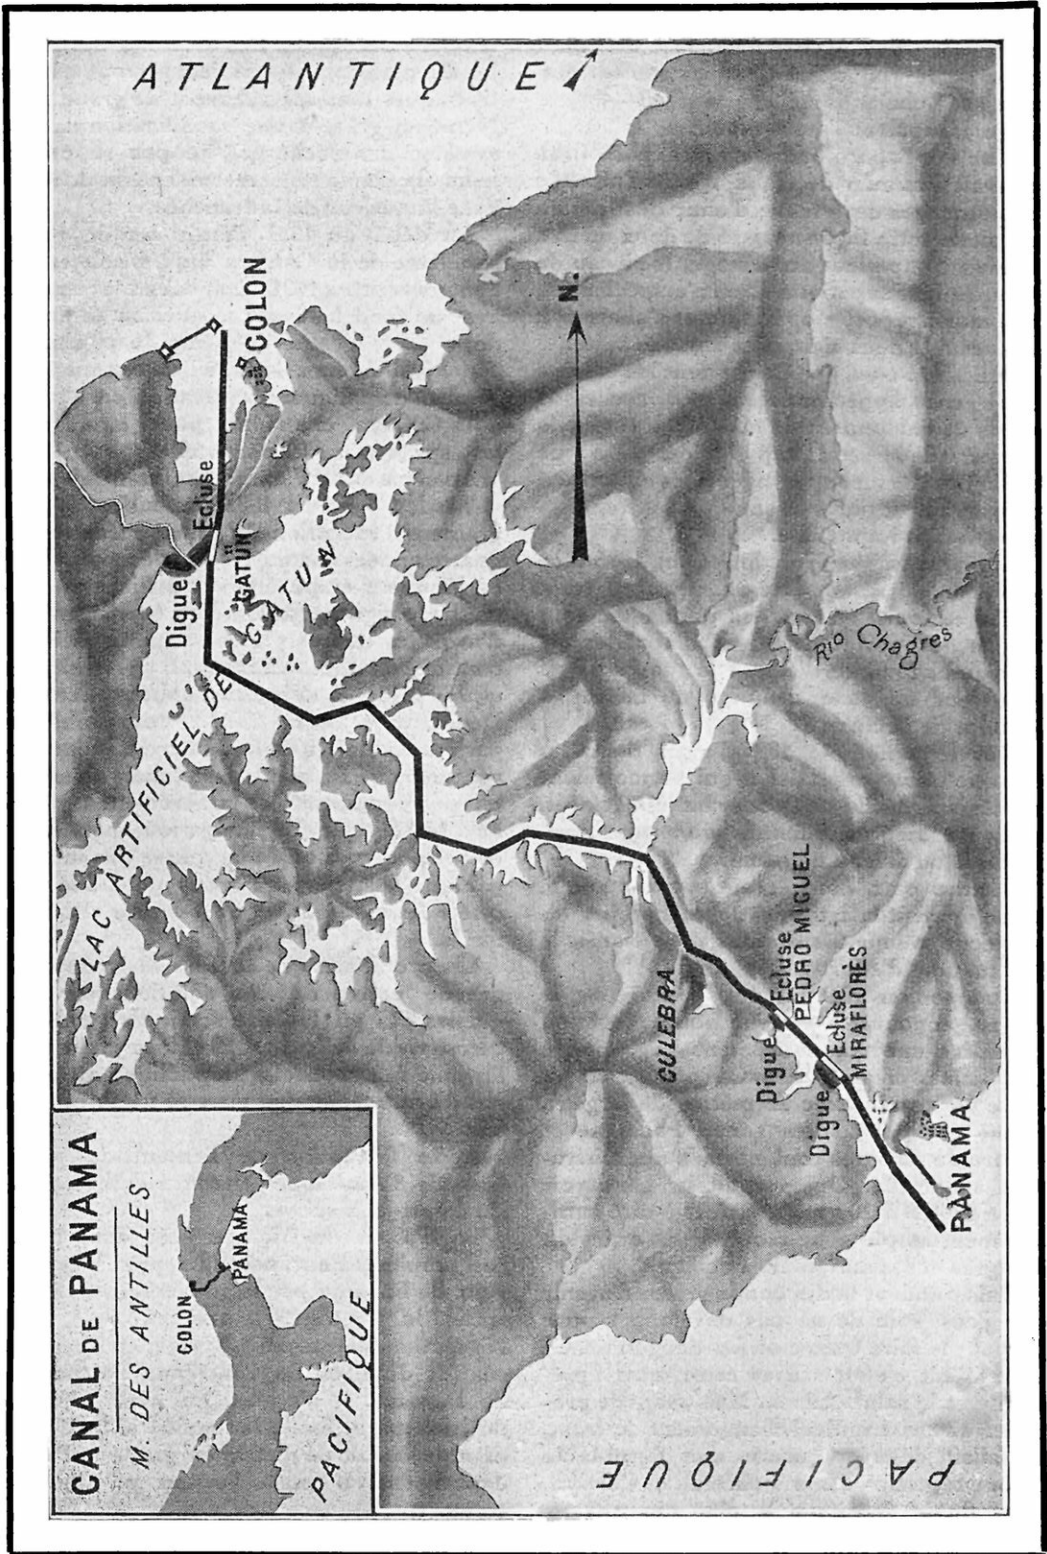 CANAL DE PANAMA
M. DES ANTILLES
COLON
PANAMA
PACIFIQUE
ATLANTIQUE
COLON
N.
Ecluse
GATUN
Digue
LAC ARTIFICIEL DE GATUN
Rio Chagres
CULEBRA
Digue
Ecluse
PEDRO MIGUEL
Digue
Ecluse
MIRAFLORÈS
PANAMA
PACIFIQUE